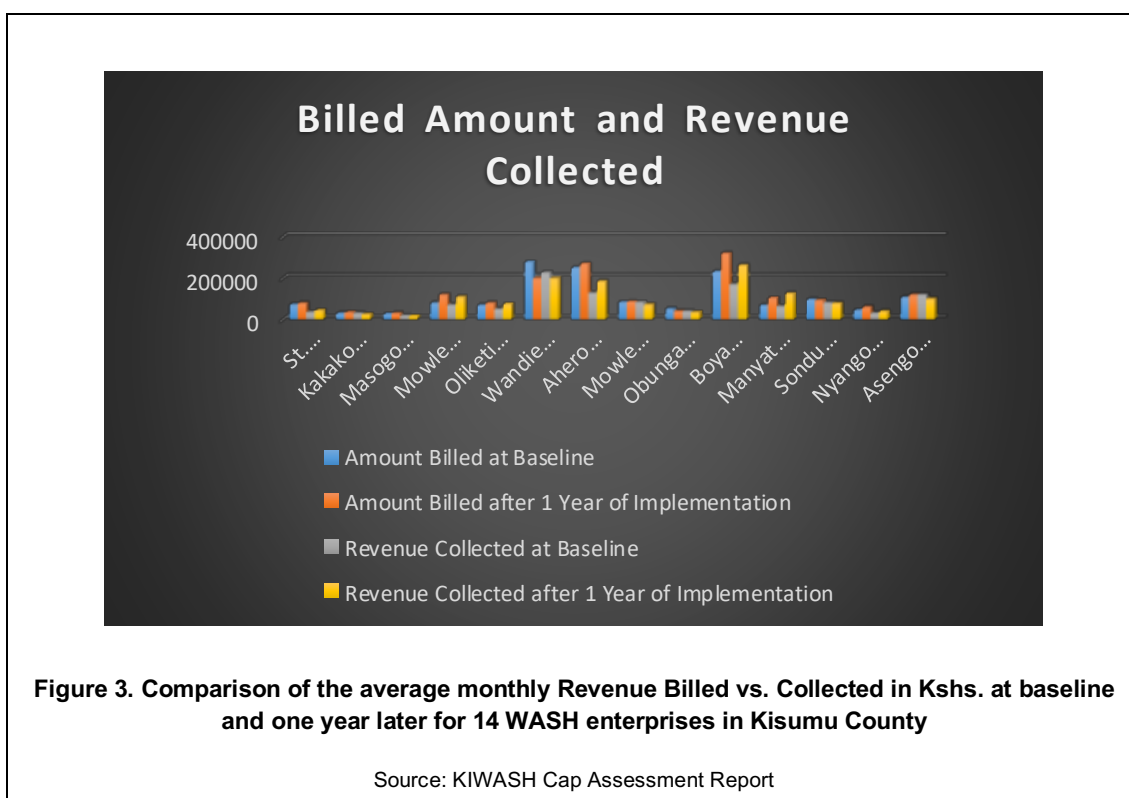 Billed Amount and Revenue
Collected
400000
200000
0
St....
Kakako...
Masogo...
Mowle...
Oliketi...
Wandie...
Ahero...
Mowle...
Obunga...
Boya...
Manyat...
Sondu...
Nyango...
Asengo...
Amount Billed at Baseline
Amount Billed after 1 Year of Implementation
Revenue Collected at Baseline
Revenue Collected after 1 Year of Implementation
Figure 3. Comparison of the average monthly Revenue Billed vs. Collected in Kshs. at baseline
and one year later for 14 WASH enterprises in Kisumu County
Source: KIWASH Cap Assessment Report